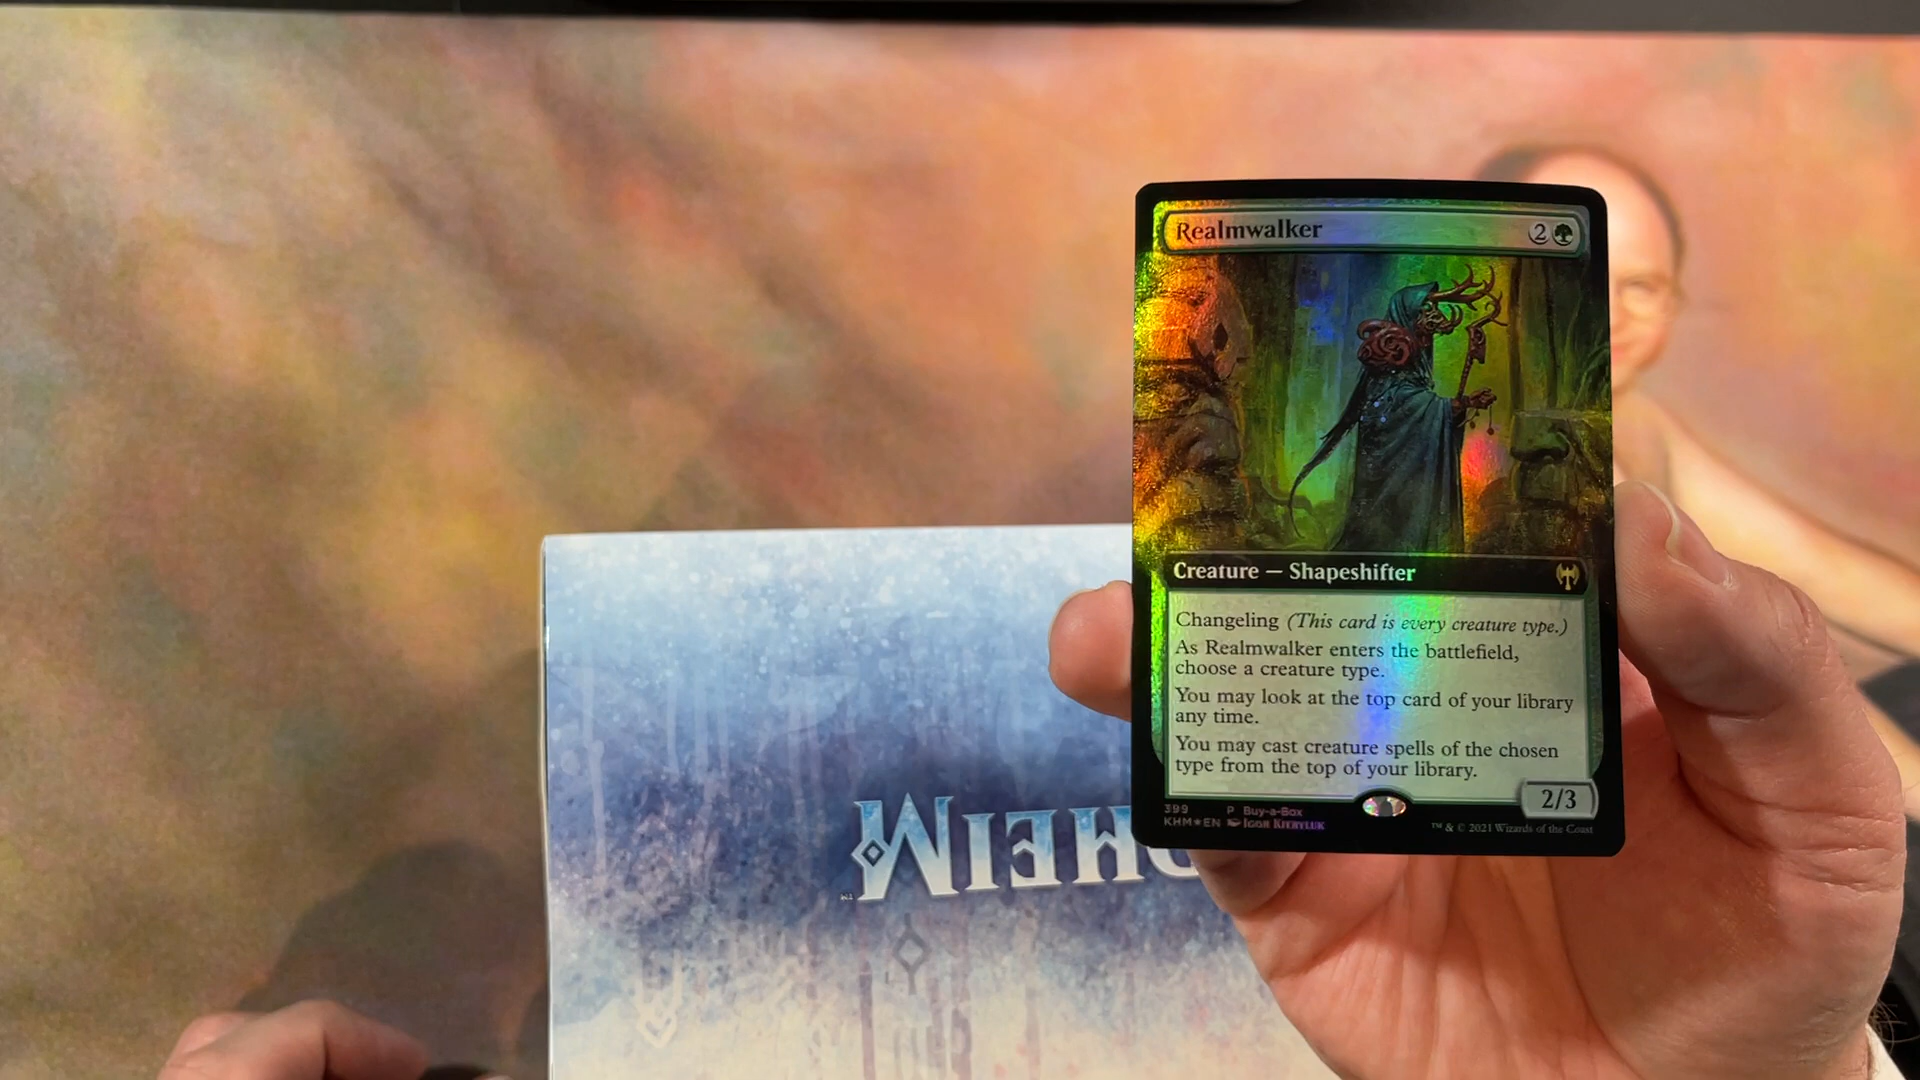 Realmwalker 2
Creature — Shapeshifter
Changeling (This card is every creature type.)
As Realmwalker enters the battlefield,
choose a creature type.
You may look at the top card of your library
any time.
You may cast creature spells of the chosen
type from the top of your library.
2/3
399 P Buy-a-Box
KHM★EN Igor Kieryluk
™ & © 2021 Wizards of the Coast
DHEIM
TM